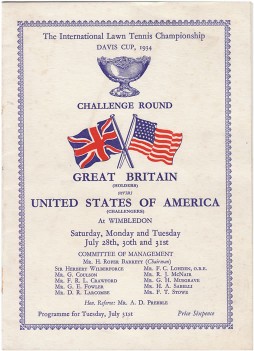 The International Lawn Tennis Championship
DAVIS CUP, 1934
CHALLENGE ROUND
GREAT BRITAIN
(HOLDERS)
versus
UNITED STATES OF AMERICA
(CHALLENGERS)
At WIMBLEDON
Saturday, Monday and Tuesday
July 28th, 30th and 31st
COMMITTEE OF MANAGEMENT
Mr. H. Roper Barrett (Chairman)
Sir Herbert Wilberforce
Mr. G. Coulson
Mr. F. R. L. Crawford
Mr. G. E. Fowler
Mr. D. R. Larcombe
Mr. F. C. Lohden, O.B.E.
Mr. R. J. McNair
Mr. G. H. Musgrave
Mr. H. A. Sabelli
Mr. P. T. Stowe
Hon. Referee: Mr. A. D. Prebble
Programme for Tuesday, July 31st
Price Sixpence